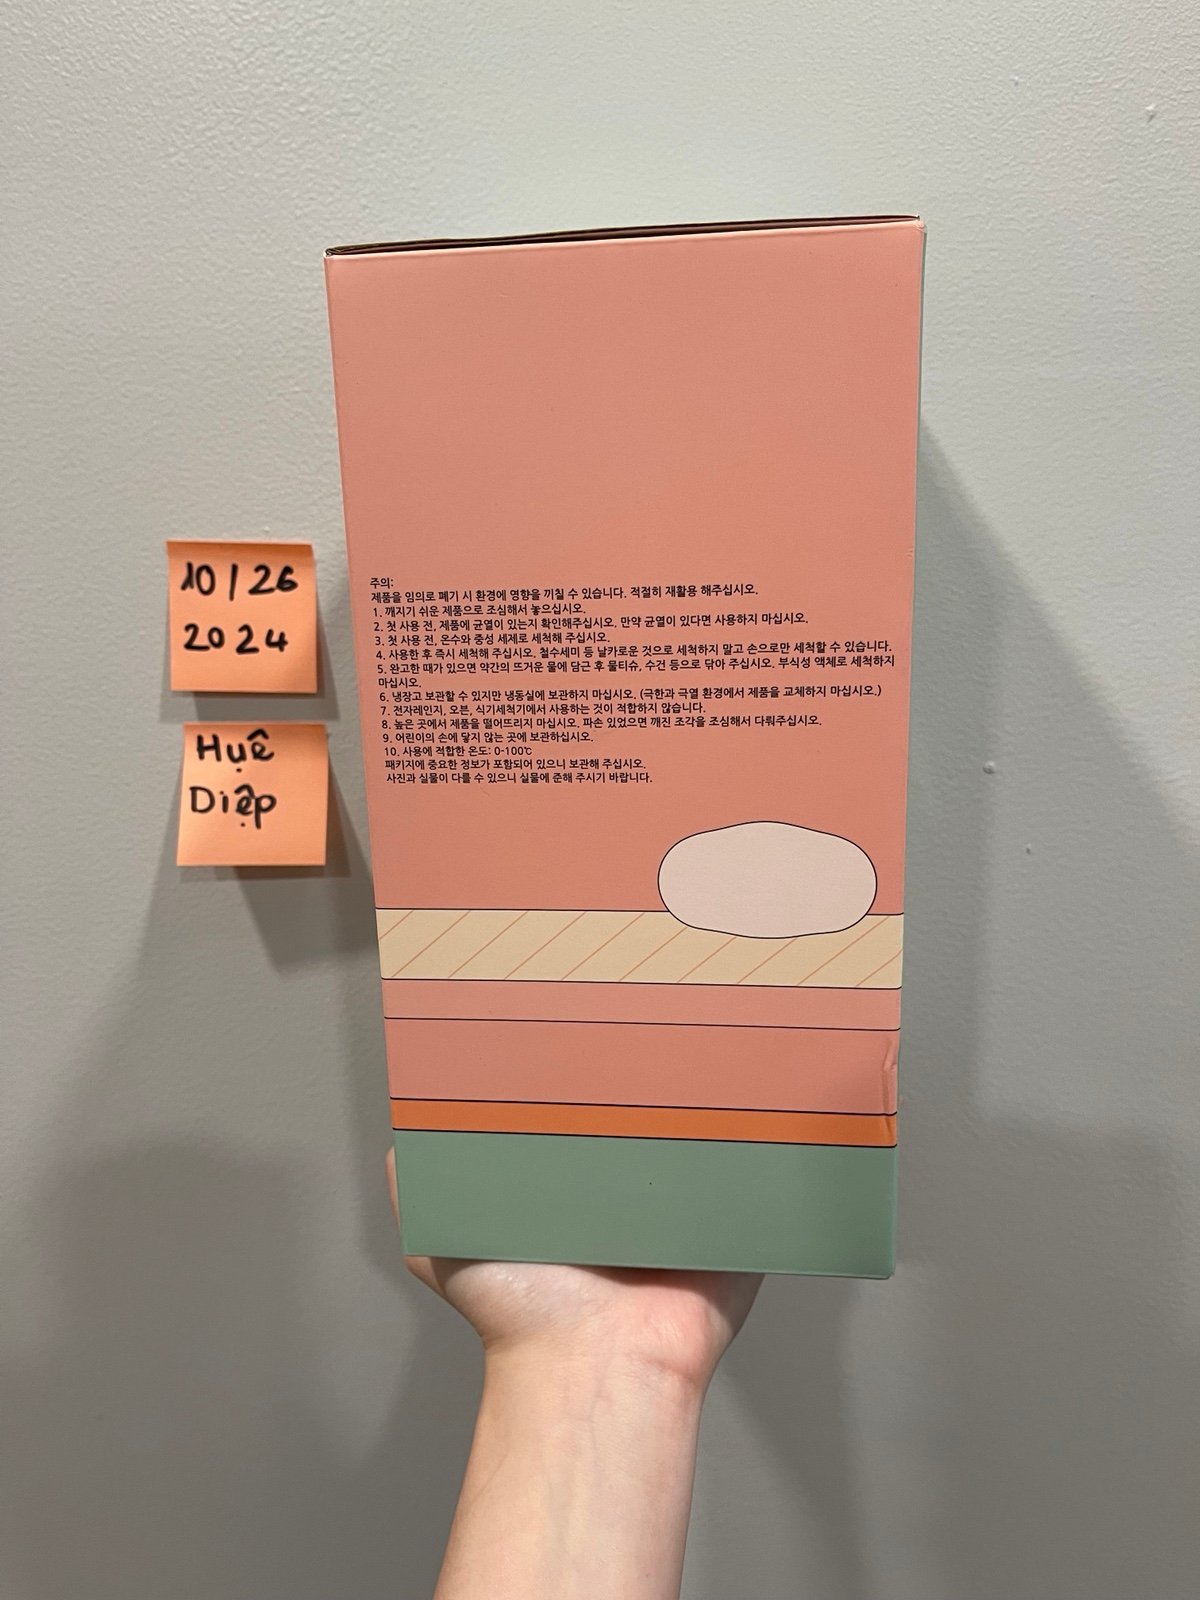 10/26
2024
Huệ
Diệp
주의:
제품을 임의로 폐기 시 환경에 영향을 끼칠 수 있습니다. 적절히 재활용 해주십시오.
1. 깨지기 쉬운 제품으로 조심해서 놓으십시오.
2. 첫 사용 전, 제품에 균열이 있는지 확인해주십시오. 만약 균열이 있다면 사용하지 마십시오.
3. 첫 사용 전, 온수와 중성 세제로 세척해 주십시오.
4. 사용한 후 즉시 세척해 주십시오. 철수세미 등 날카로운 것으로 세척하지 말고 손으로만 세척할 수 있습니다.
5. 완고한 때가 있으면 약간의 뜨거운 물에 담근 후 물티슈, 수건 등으로 닦아 주십시오. 부식성 액체로 세척하지
마십시오.
6. 냉장고 보관할 수 있지만 냉동실에 보관하지 마십시오. (극한과 극열 환경에서 제품을 교체하지 마십시오.)
7. 전자레인지, 오븐, 식기세척기에서 사용하는 것이 적합하지 않습니다.
8. 높은 곳에서 제품을 떨어뜨리지 마십시오. 파손 있었으면 깨진 조각을 조심해서 다뤄주십시오.
9. 어린이의 손에 닿지 않는 곳에 보관하십시오.
10. 사용에 적합한 온도: 0-100℃
패키지에 중요한 정보가 포함되어 있으니 보관해 주십시오.
사진과 실물이 다를 수 있으니 실물에 준해 주시기 바랍니다.